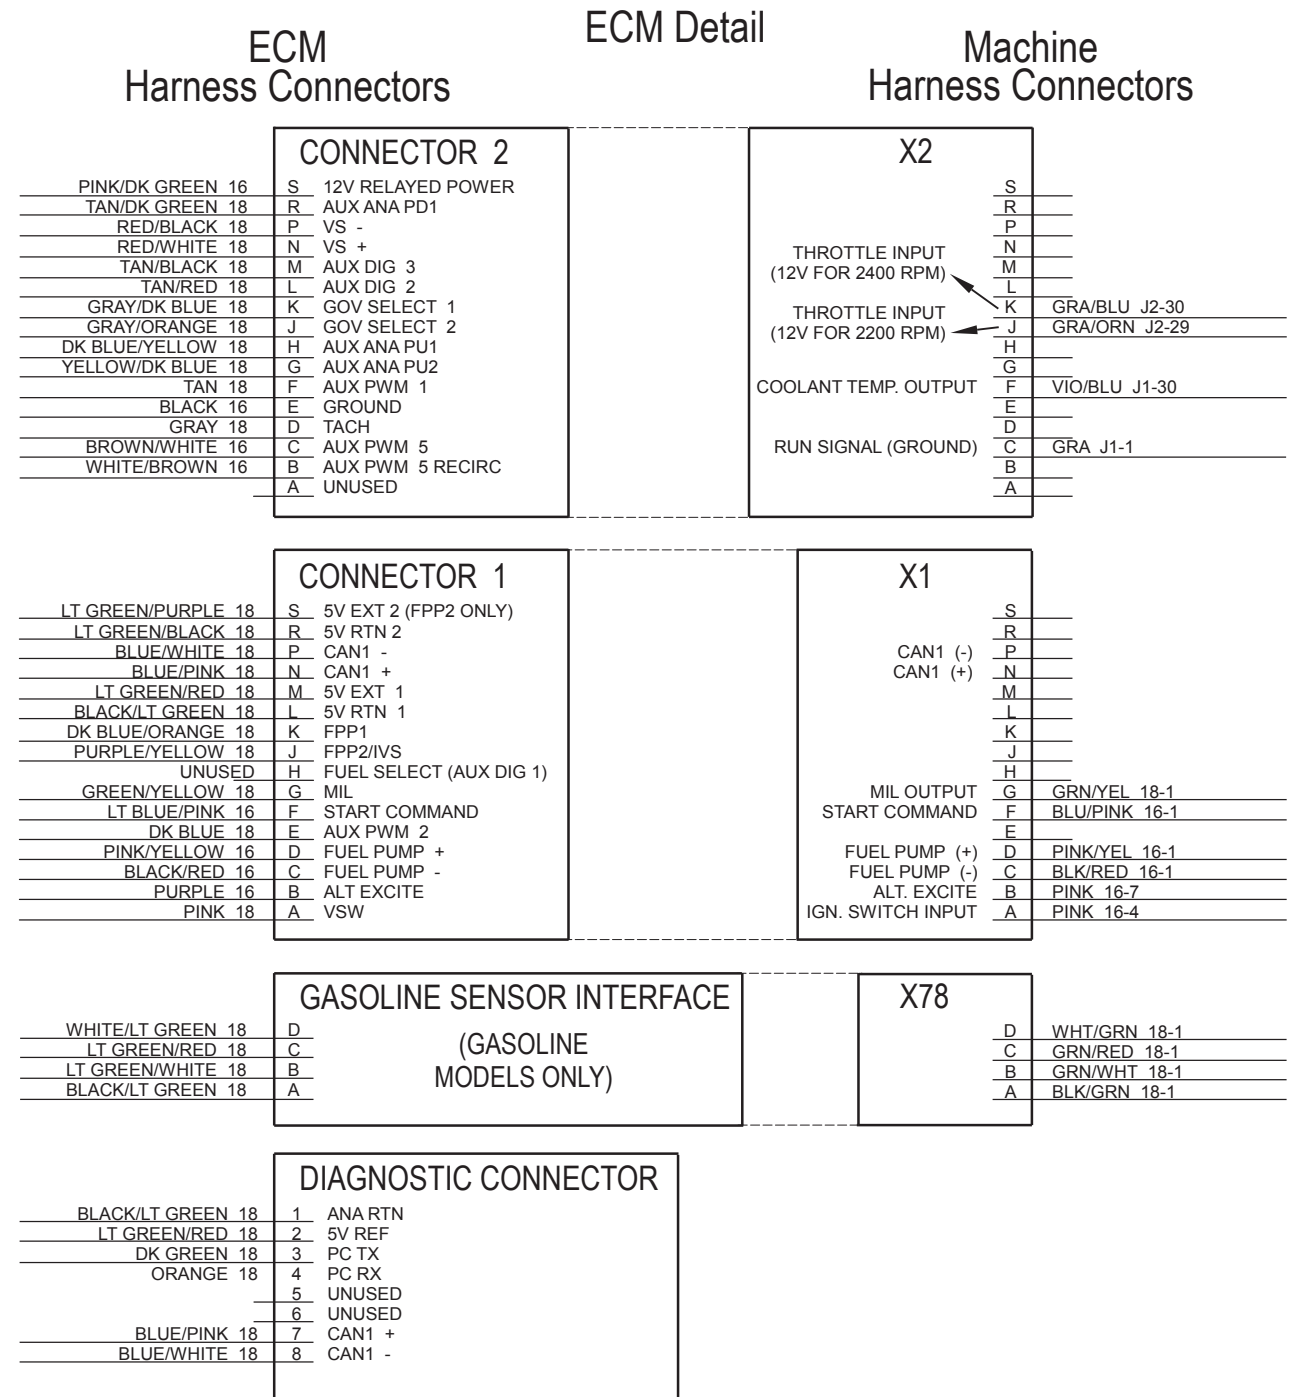 ECM Detail
ECM
Harness Connectors
Machine
Harness Connectors
CONNECTOR 2
PINK/DK GREEN 16 S 12V RELAYED POWER
TAN/DK GREEN 18 R AUX ANA PD1
RED/BLACK 18 P VS -
RED/WHITE 18 N VS +
TAN/BLACK 18 M AUX DIG 3
TAN/RED 18 L AUX DIG 2
GRAY/DK BLUE 18 K GOV SELECT 1
GRAY/ORANGE 18 J GOV SELECT 2
DK BLUE/YELLOW 18 H AUX ANA PU1
YELLOW/DK BLUE 18 G AUX ANA PU2
TAN 18 F AUX PWM 1
BLACK 16 E GROUND
GRAY 18 D TACH
BROWN/WHITE 16 C AUX PWM 5
WHITE/BROWN 16 B AUX PWM 5 RECIRC
A UNUSED
X2
S
R
P
N
THROTTLE INPUT
(12V FOR 2400 RPM)
M
L
K GRA/BLU J2-30
THROTTLE INPUT
(12V FOR 2200 RPM)
J GRA/ORN J2-29
H
G
COOLANT TEMP. OUTPUT F VIO/BLU J1-30
E
D
RUN SIGNAL (GROUND) C GRA J1-1
B
A
CONNECTOR 1
LT GREEN/PURPLE 18 S 5V EXT 2 (FPP2 ONLY)
LT GREEN/BLACK 18 R 5V RTN 2
BLUE/WHITE 18 P CAN1 -
BLUE/PINK 18 N CAN1 +
LT GREEN/RED 18 M 5V EXT 1
BLACK/LT GREEN 18 L 5V RTN 1
DK BLUE/ORANGE 18 K FPP1
PURPLE/YELLOW 18 J FPP2/IVS
UNUSED H FUEL SELECT (AUX DIG 1)
GREEN/YELLOW 18 G MIL
LT BLUE/PINK 16 F START COMMAND
DK BLUE 18 E AUX PWM 2
PINK/YELLOW 16 D FUEL PUMP +
BLACK/RED 16 C FUEL PUMP -
PURPLE 16 B ALT EXCITE
PINK 18 A VSW
X1
S
R
CAN1 (-) P
CAN1 (+) N
M
L
K
J
H
MIL OUTPUT G GRN/YEL 18-1
START COMMAND F BLU/PINK 16-1
E
FUEL PUMP (+) D PINK/YEL 16-1
FUEL PUMP (-) C BLK/RED 16-1
ALT. EXCITE B PINK 16-7
IGN. SWITCH INPUT A PINK 16-4
GASOLINE SENSOR INTERFACE
(GASOLINE
MODELS ONLY)
WHITE/LT GREEN 18 D
LT GREEN/RED 18 C
LT GREEN/WHITE 18 B
BLACK/LT GREEN 18 A
X78
D WHT/GRN 18-1
C GRN/RED 18-1
B GRN/WHT 18-1
A BLK/GRN 18-1
DIAGNOSTIC CONNECTOR
BLACK/LT GREEN 18 1 ANA RTN
LT GREEN/RED 18 2 5V REF
DK GREEN 18 3 PC TX
ORANGE 18 4 PC RX
5 UNUSED
6 UNUSED
BLUE/PINK 18 7 CAN1 +
BLUE/WHITE 18 8 CAN1 -